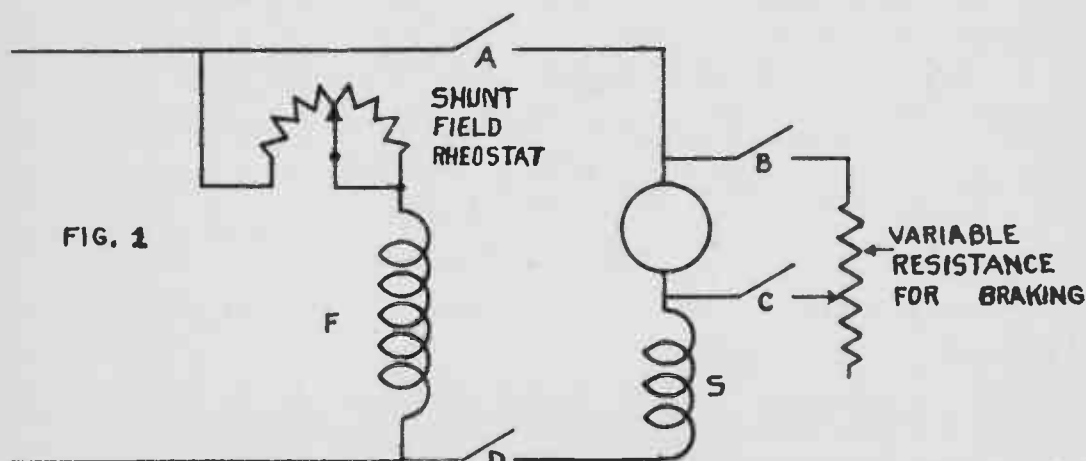 A
SHUNT
FIELD
RHEOSTAT
B
FIG. 1
VARIABLE
RESISTANCE
FOR BRAKING
C
F
S
D